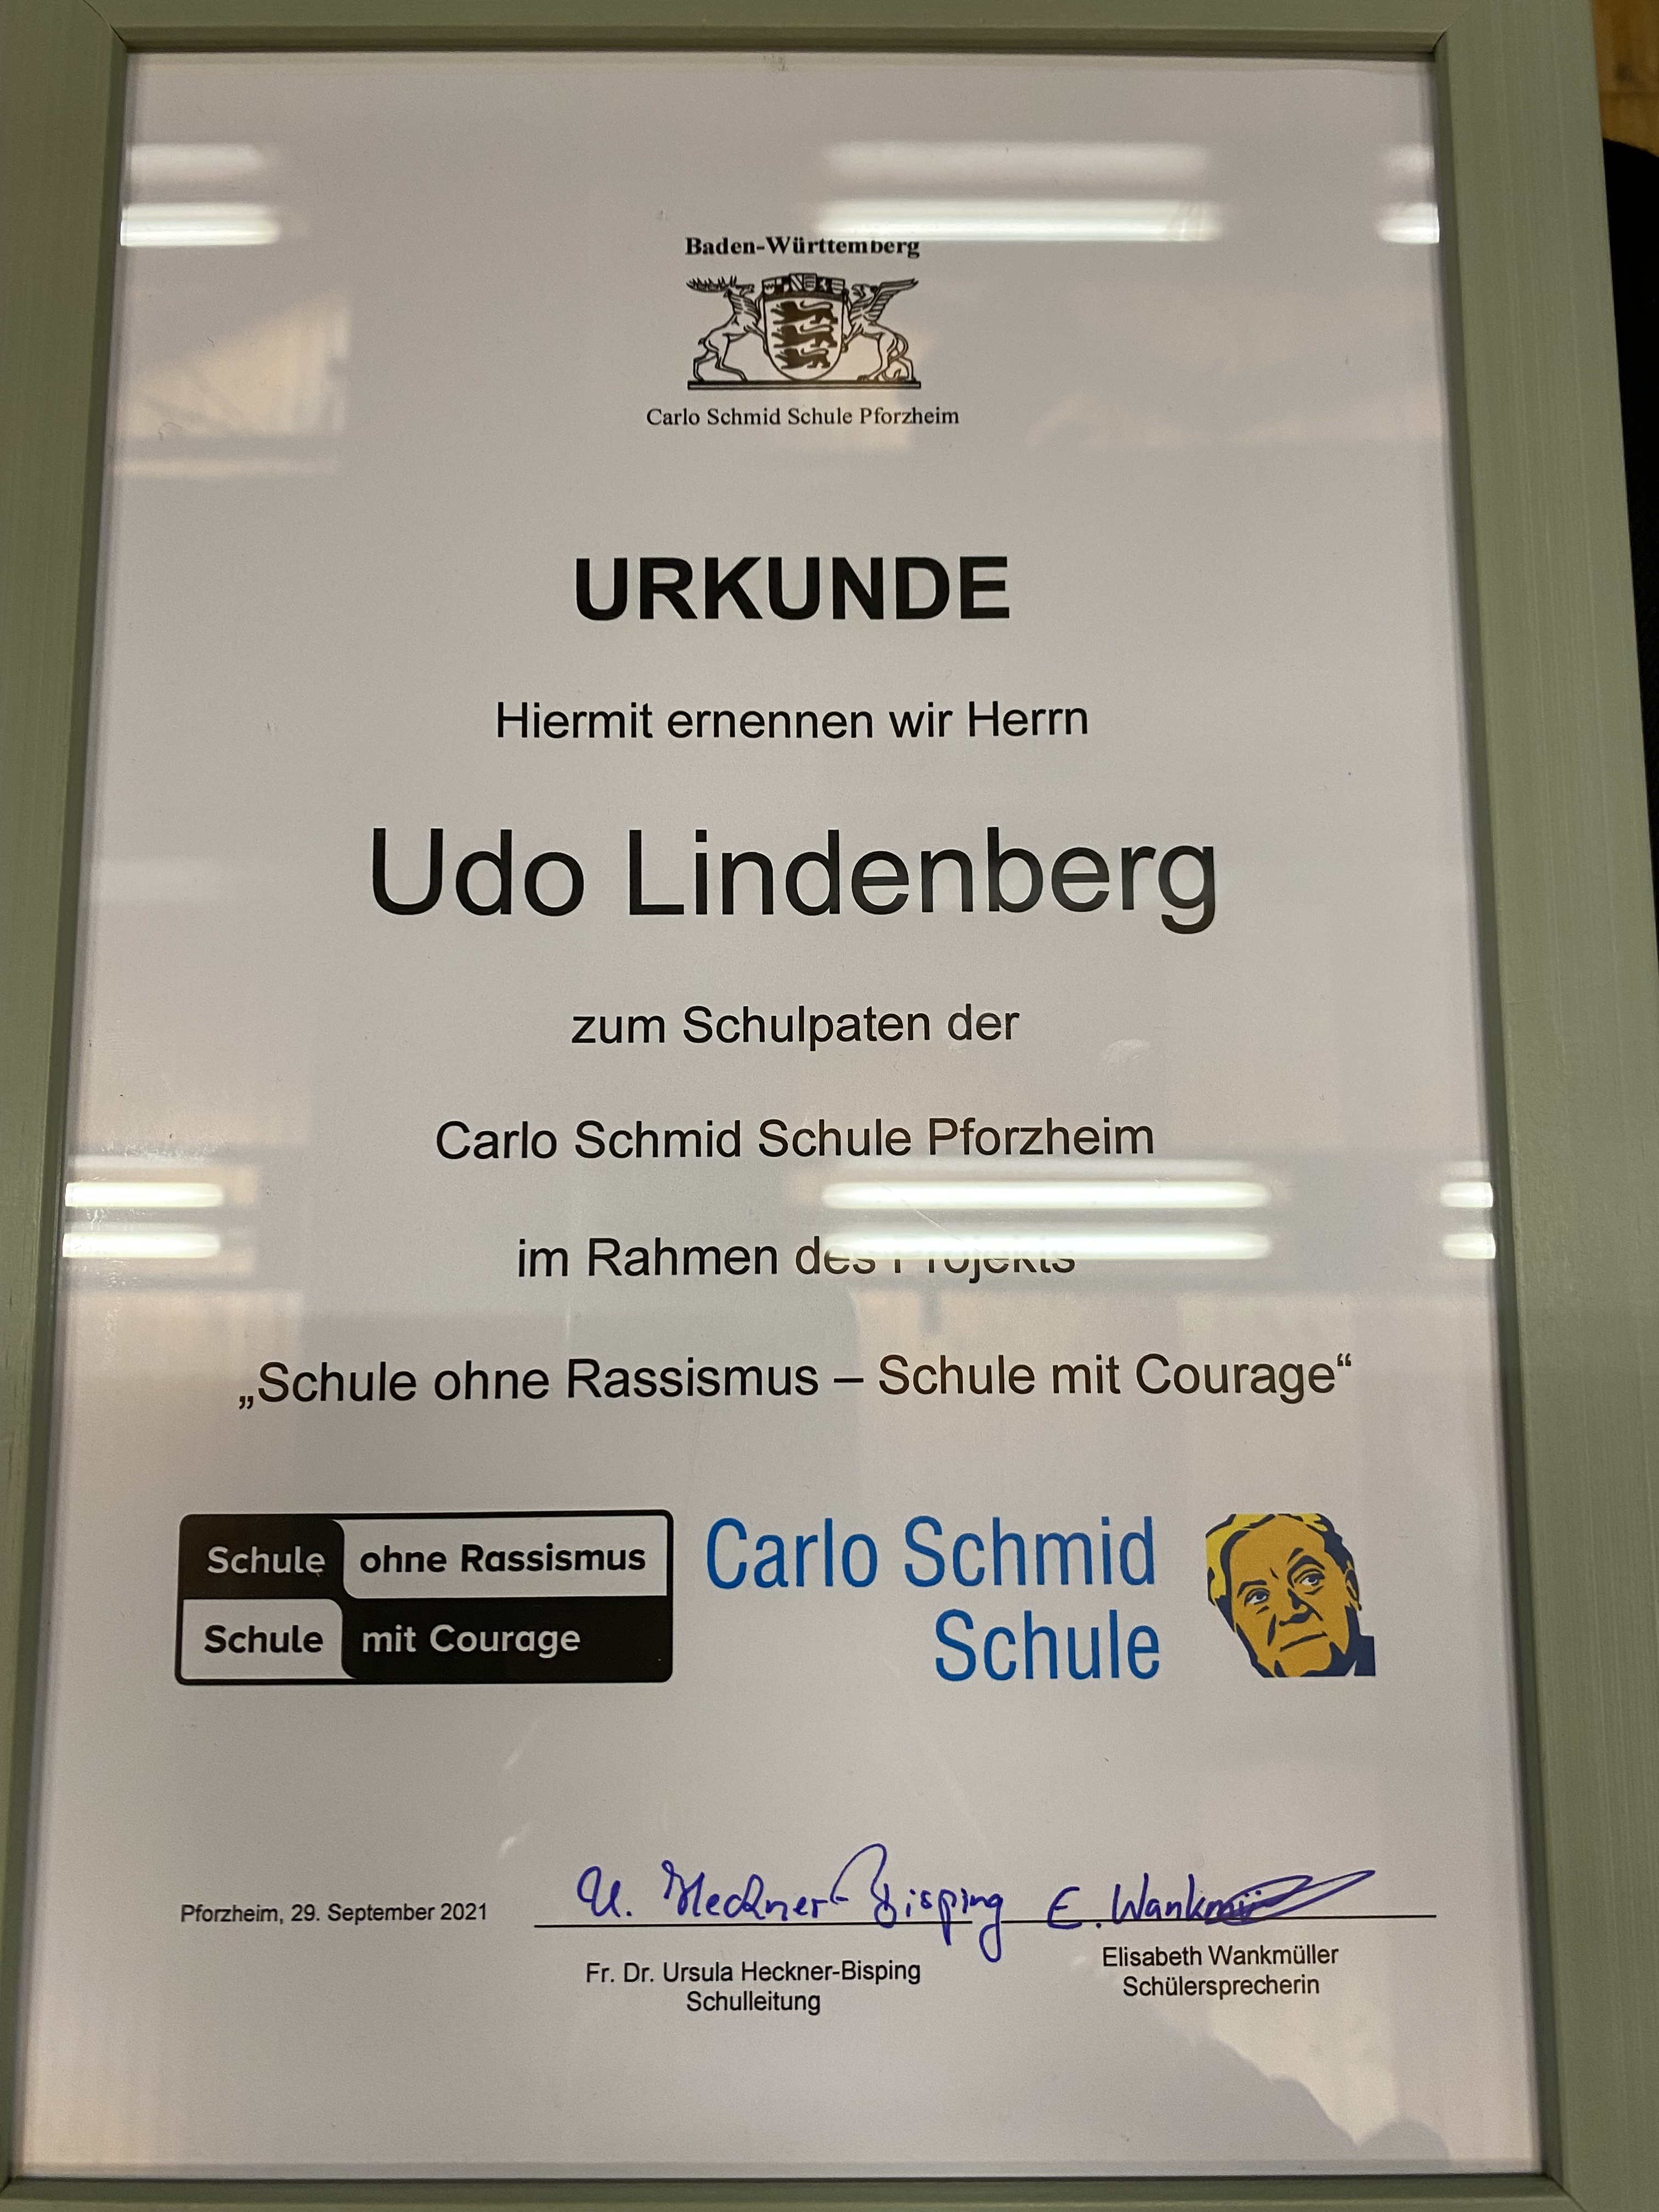 Baden-Württemberg
Carlo Schmid Schule Pforzheim
URKUNDE
Hiermit ernennen wir Herrn
Udo Lindenberg
zum Schulpaten der
Carlo Schmid Schule Pforzheim
im Rahmen des Projekts
„Schule ohne Rassismus – Schule mit Courage“
Schule ohne Rassismus
Schule mit Courage
Carlo Schmid
Schule
Pforzheim, 29. September 2021
U. Heckner-Bisping E. Wankmü
Fr. Dr. Ursula Heckner-Bisping
Schulleitung
Elisabeth Wankmüller
Schülersprecherin